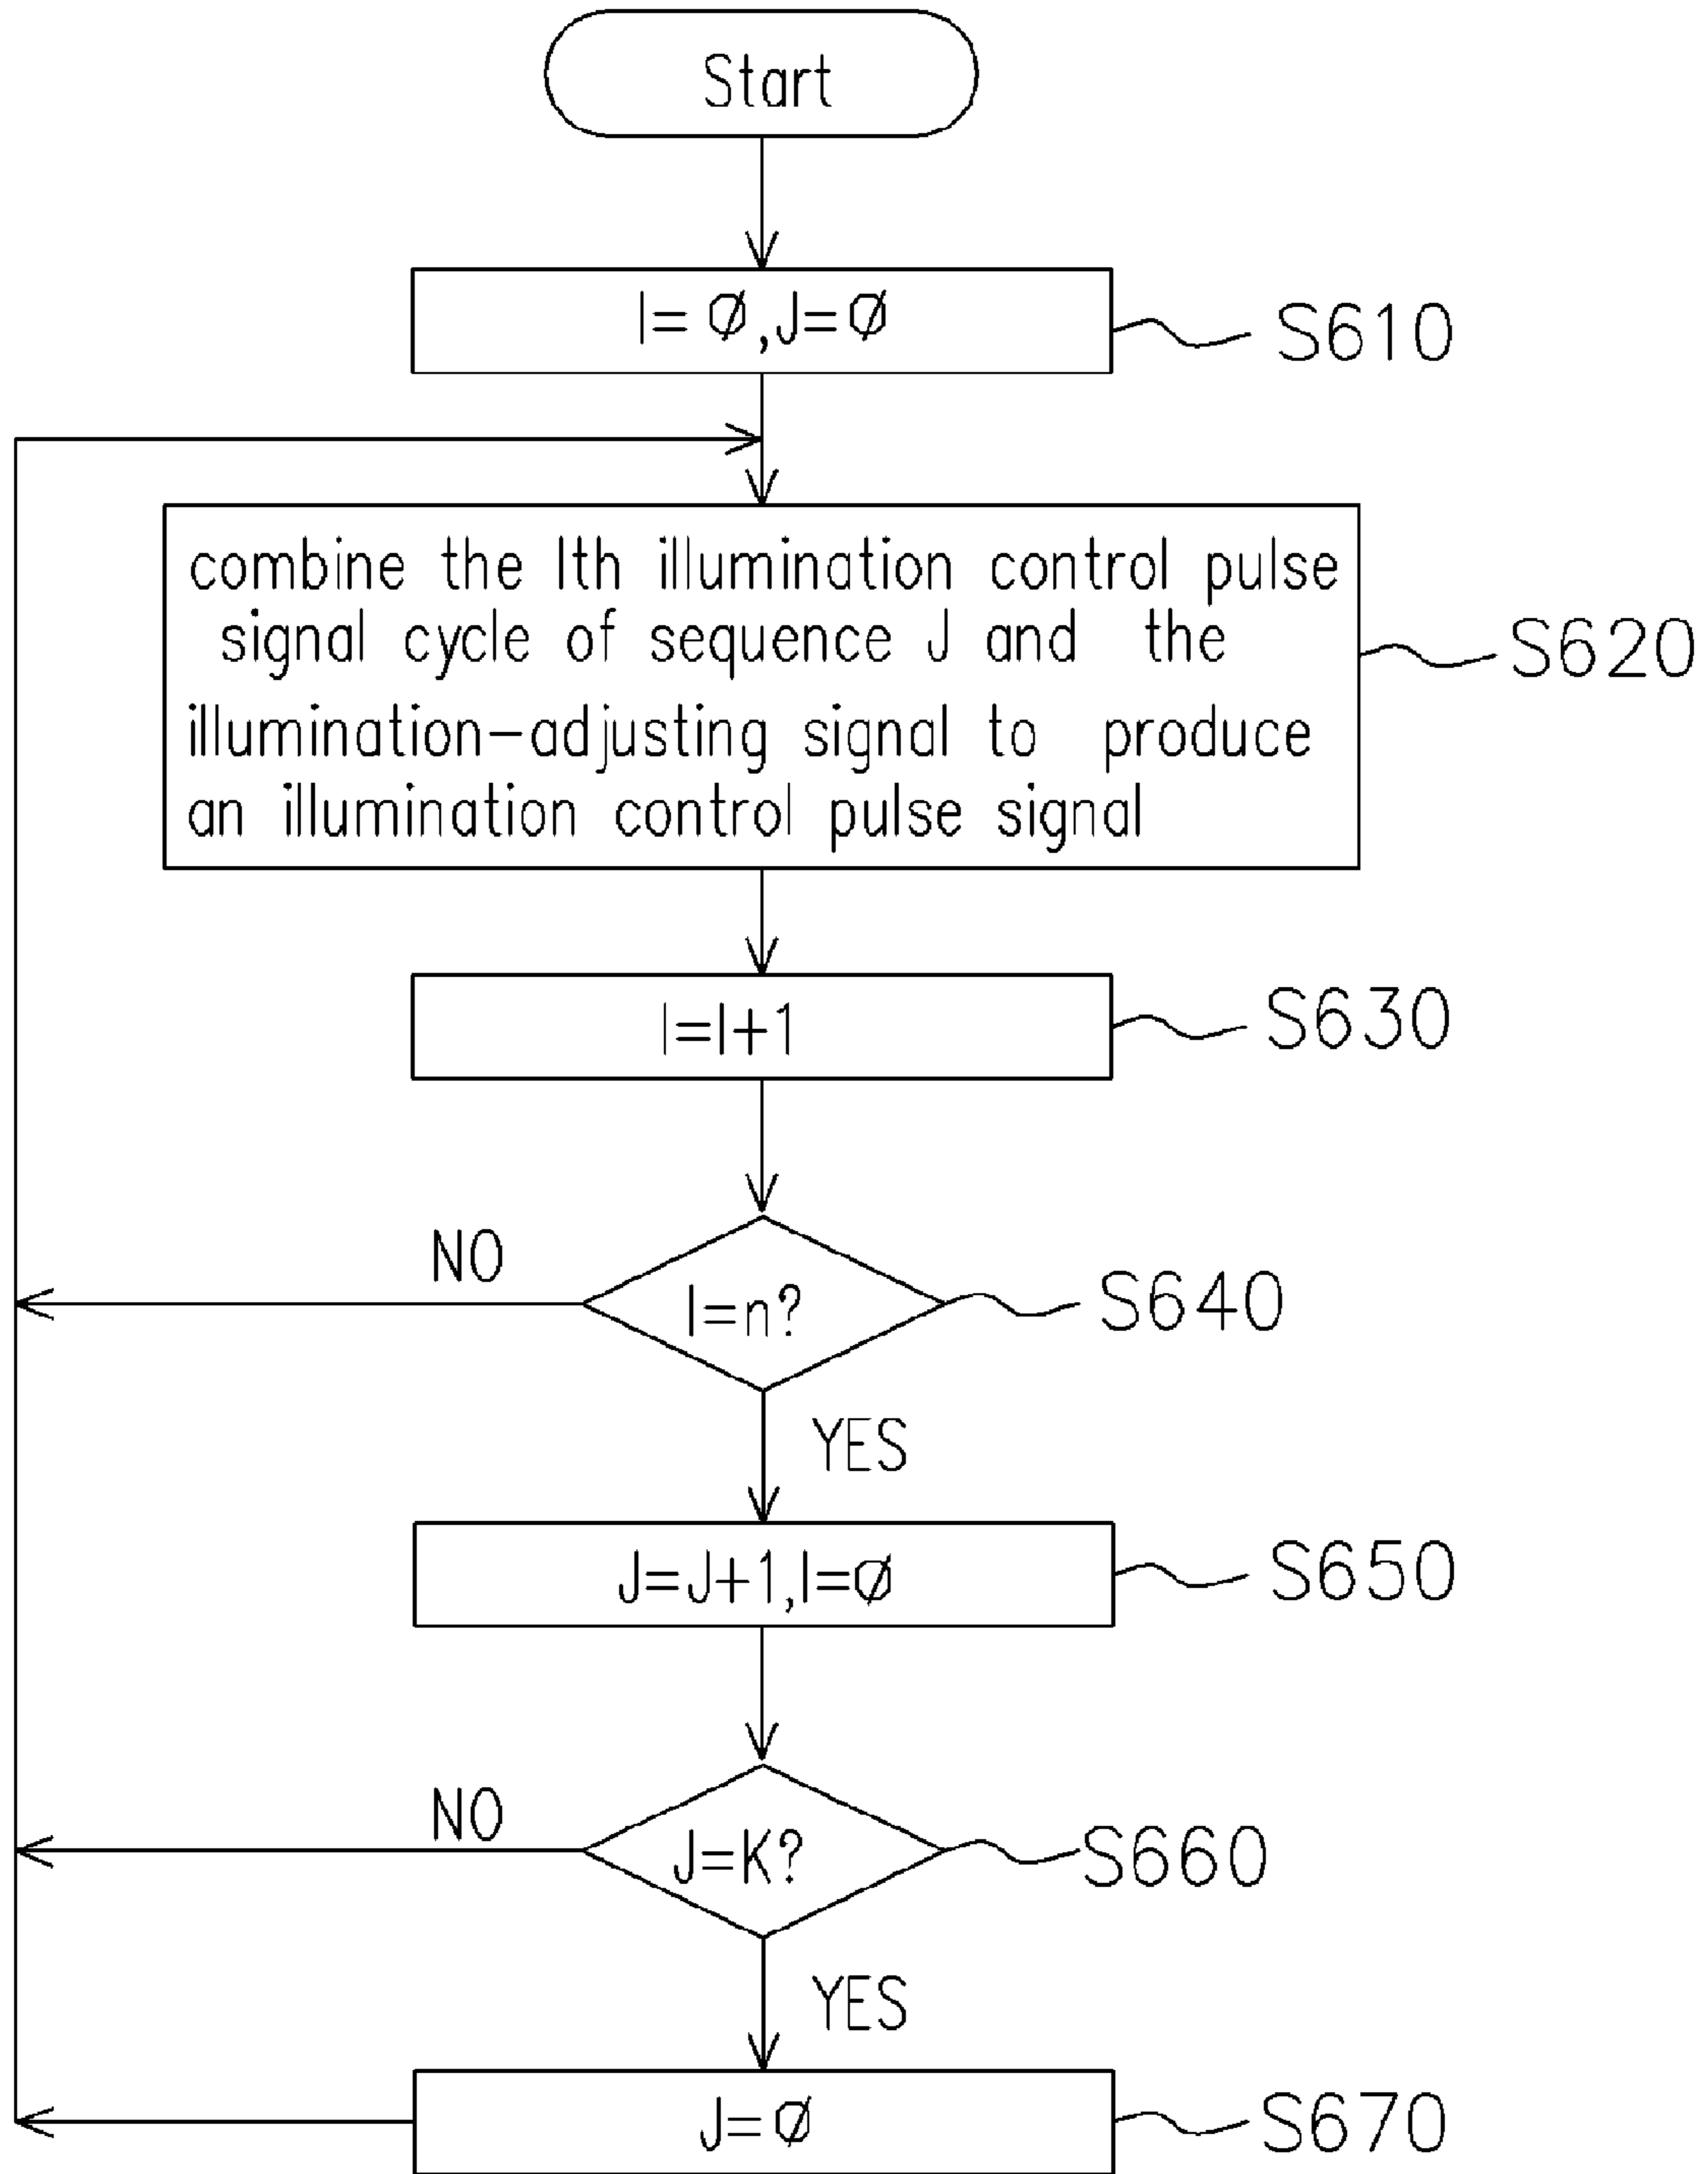 Start
I= Ø,J=Ø
S610
combine the Ith illumination control pulse
signal cycle of sequence J and the
illumination-adjusting signal to produce
an illumination control pulse signal
S620
I=I+1
S630
NO
I=n?
S640
YES
J=J+1,I=Ø
S650
NO
J=K?
S660
YES
J=Ø
S670